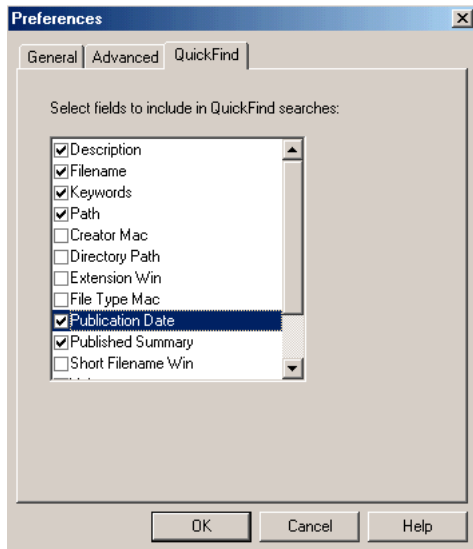 Preferences
General Advanced QuickFind
Select fields to include in QuickFind searches:
Description
Filename
Keywords
Path
Creator Mac
Directory Path
Extension Win
File Type Mac
Publication Date
Published Summary
Short Filename Win
OK Cancel Help